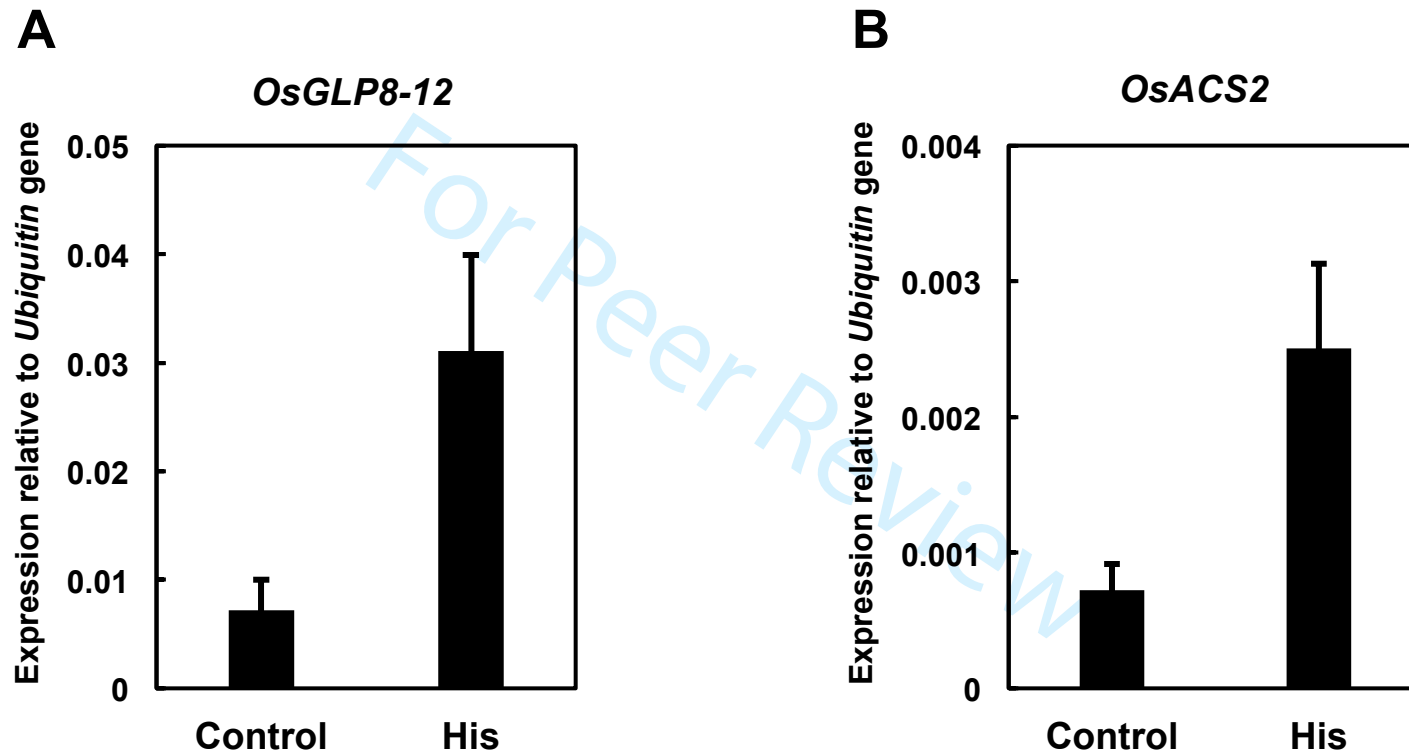 A
OsGLP8-12
Expression relative to Ubiquitin gene
0.05
0.04
0.03
0.02
0.01
0
Control His
B
OsACS2
Expression relative to Ubiquitin gene
0.004
0.003
0.002
0.001
0
Control His
For Peer Review